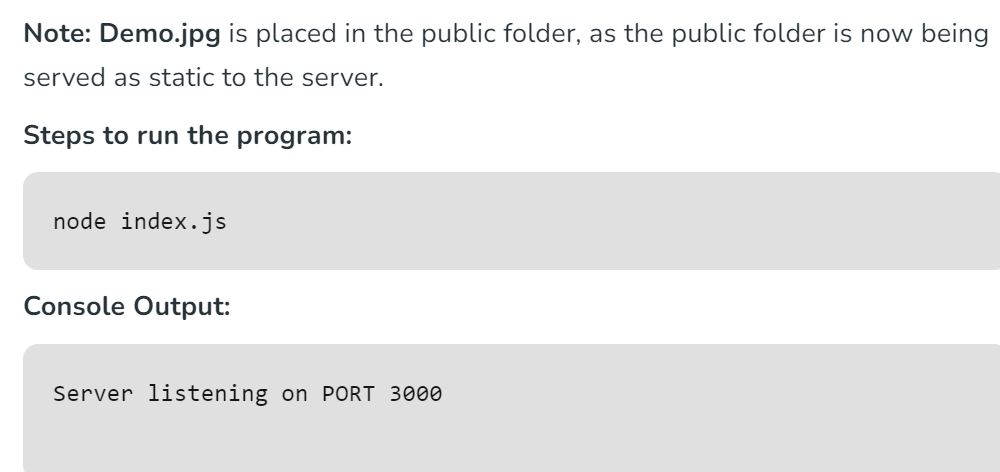 Note: Demo.jpg is placed in the public folder, as the public folder is now being
served as static to the server.
Steps to run the program:
node index.js
Console Output:
Server listening on PORT 3000